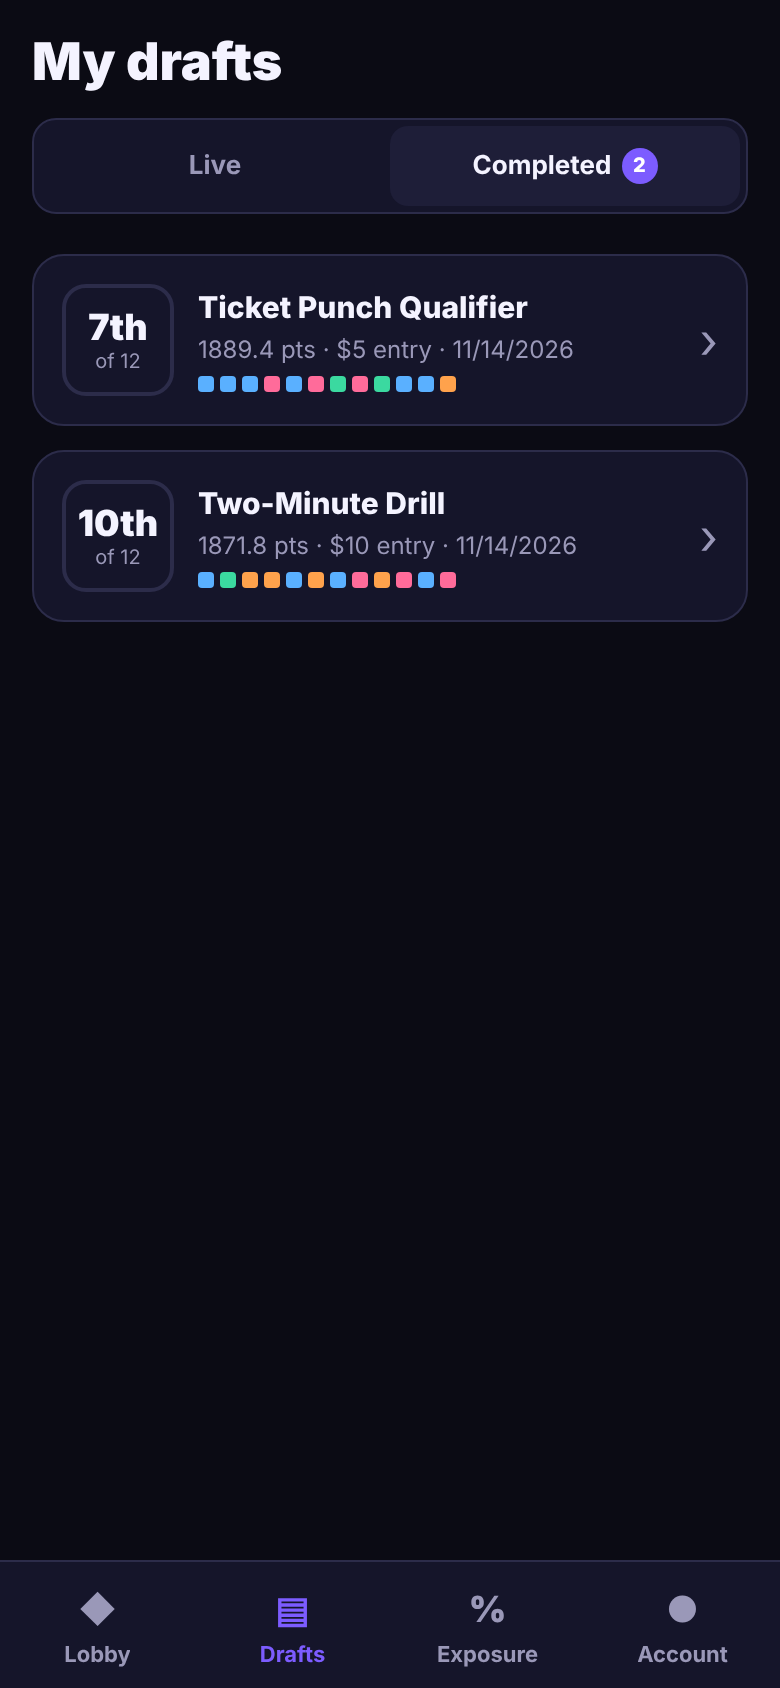 My drafts
Live
Completed 2
7th
of 12
Ticket Punch Qualifier
1889.4 pts · $5 entry · 11/14/2026
10th
of 12
Two-Minute Drill
1871.8 pts · $10 entry · 11/14/2026
%
Lobby
Drafts
Exposure
Account